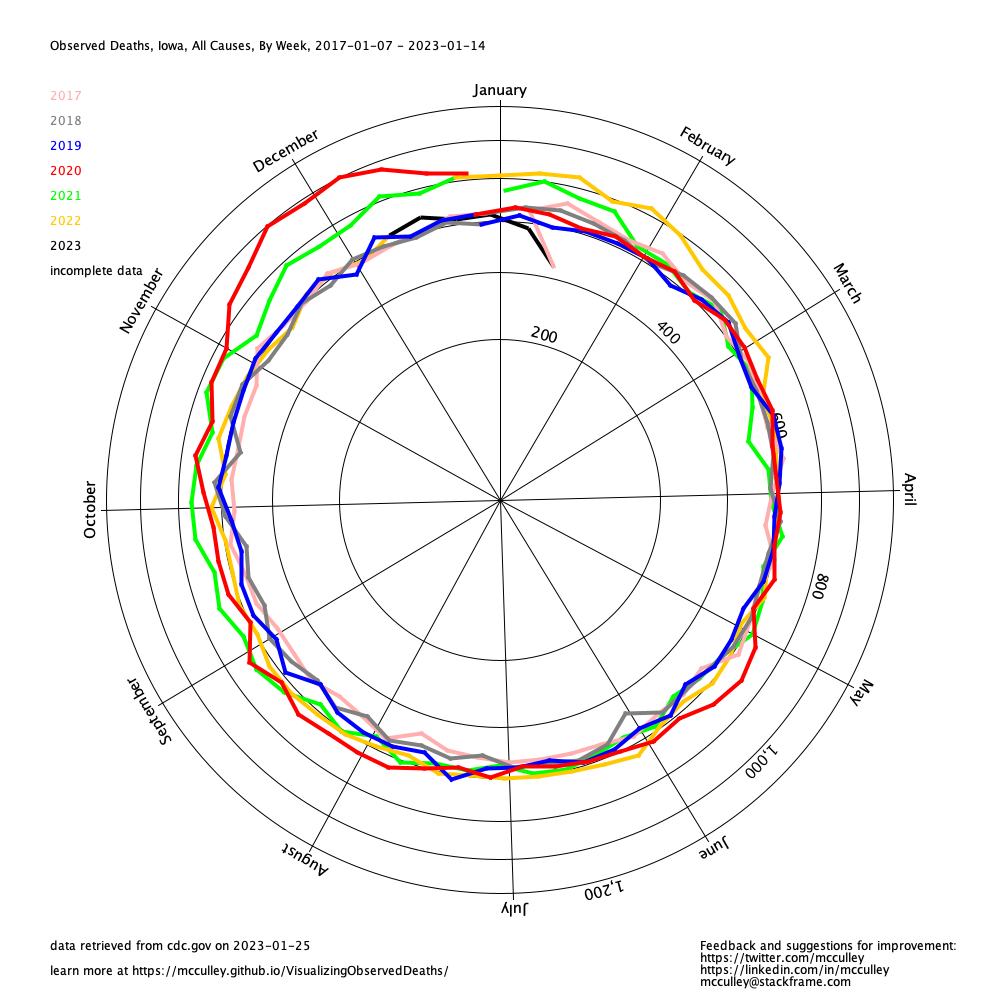 Observed Deaths, Iowa, All Causes, By Week, 2017-01-07 - 2023-01-14
2017
2018
2019
2020
2021
2022
2023
incomplete data
January
February
March
April
May
June
July
August
September
October
November
December
200
400
600
800
1,000
1,200
data retrieved from cdc.gov on 2023-01-25
learn more at https://mcculley.github.io/VisualizingObservedDeaths/
Feedback and suggestions for improvement:
https://twitter.com/mcculley
https://linkedin.com/in/mcculley
mcculley@stackframe.com